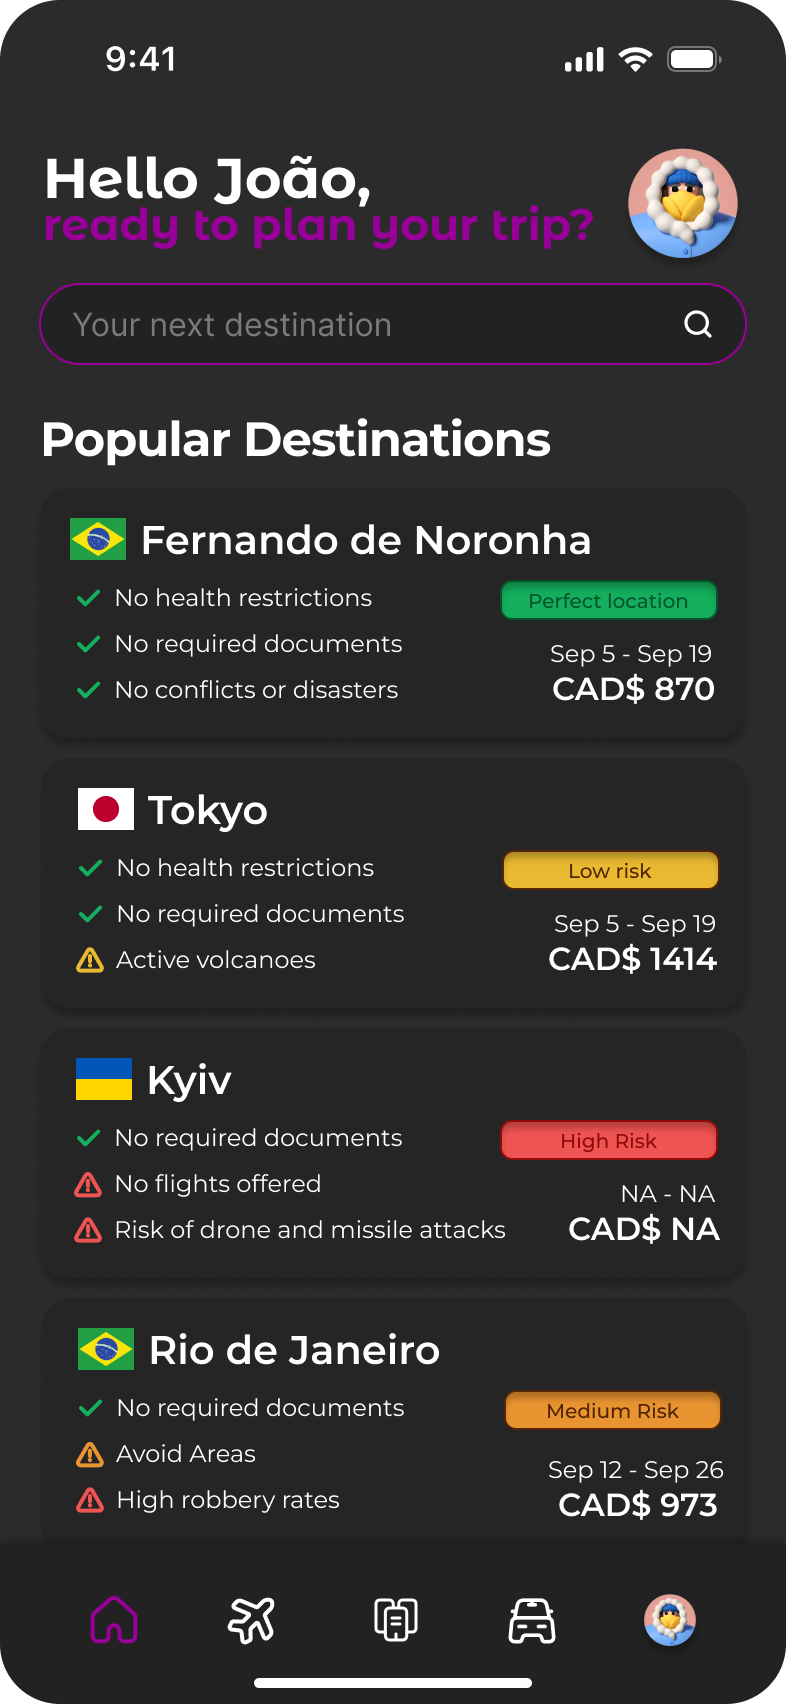 9:41
Hello João,
ready to plan your trip?
Your next destination
Popular Destinations
Fernando de Noronha
No health restrictions
Perfect location
No required documents
Sep 5 - Sep 19
No conflicts or disasters
CAD$ 870
Tokyo
No health restrictions
Low risk
No required documents
Sep 5 - Sep 19
Active volcanoes
CAD$ 1414
Kyiv
No required documents
High Risk
No flights offered
NA - NA
Risk of drone and missile attacks
CAD$ NA
Rio de Janeiro
No required documents
Medium Risk
Avoid Areas
Sep 12 - Sep 26
High robbery rates
CAD$ 973